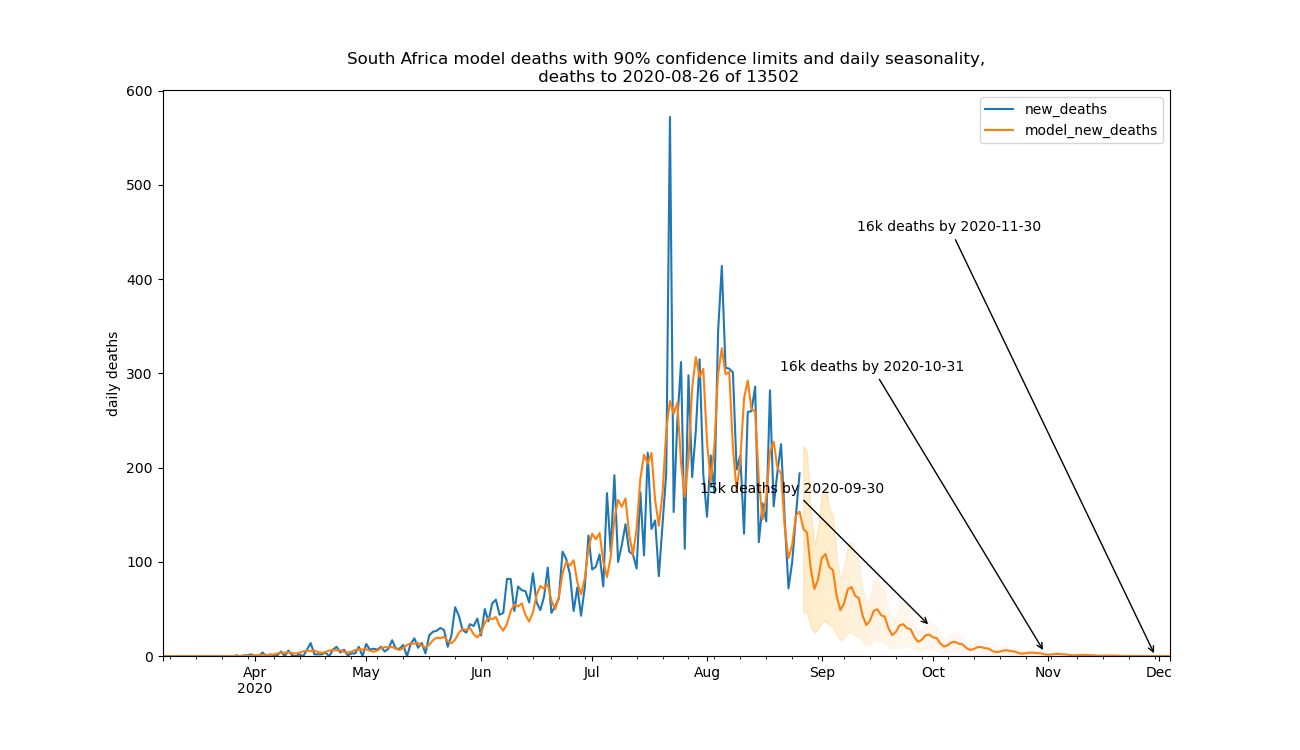 South Africa model deaths with 90% confidence limits and daily seasonality,
deaths to 2020-08-26 of 13502
600
500
400
300
200
100
0
daily deaths
new_deaths
model_new_deaths
16k deaths by 2020-11-30
16k deaths by 2020-10-31
15k deaths by 2020-09-30
Apr
2020
May
Jun
Jul
Aug
Sep
Oct
Nov
Dec